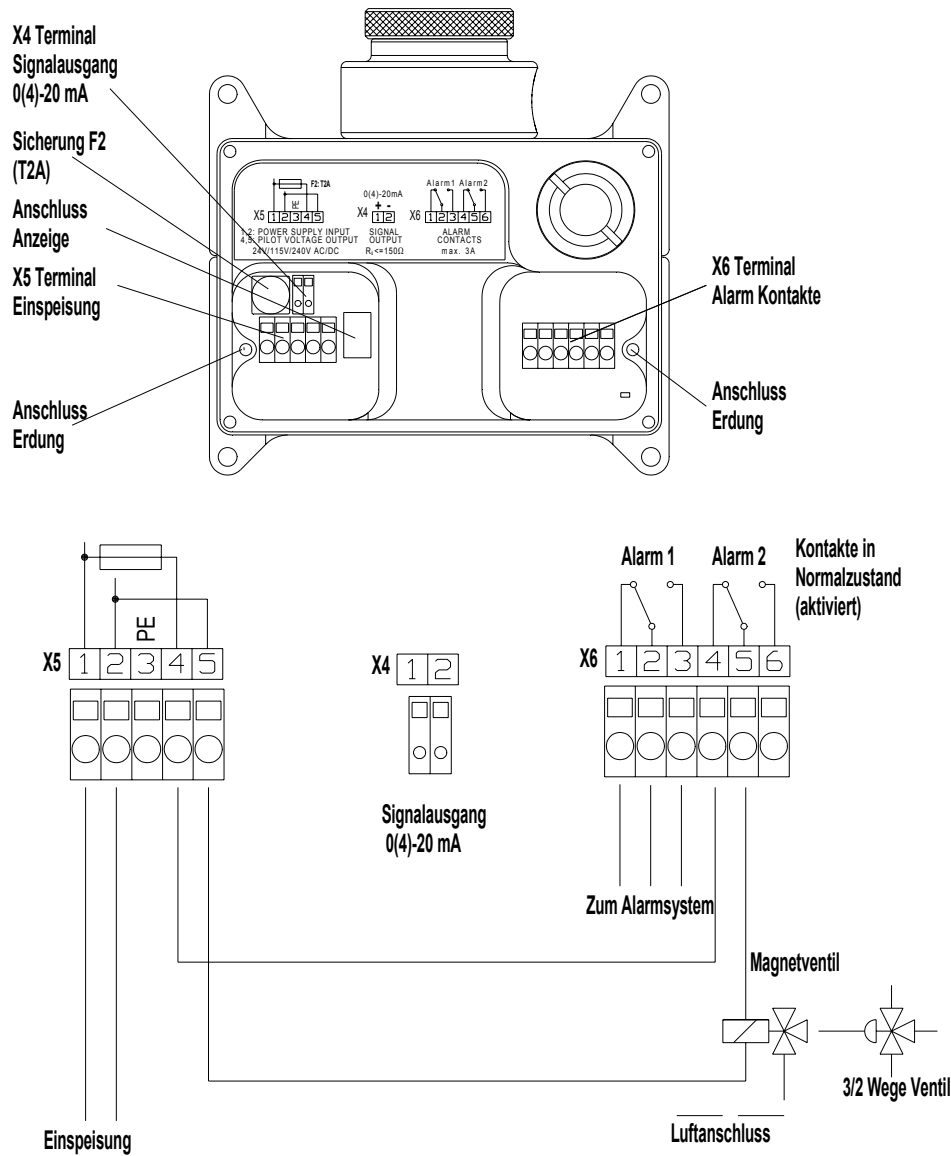 X4 Terminal
Signalausgang
0(4)-20 mA
Sicherung F2
(T2A)
Anschluss
Anzeige
X5 Terminal
Einspeisung
Anschluss
Erdung
F2: T2A
PE
X5 1 2 3 4 5
1,2: POWER SUPPLY INPUT
4,5: PILOT VOLTAGE OUTPUT
24V/115V/240V AC/DC
0(4)-20mA
+ -
X4 1 2
SIGNAL
OUTPUT
RL<=150Ω
Alarm1 Alarm2
X6 1 2 3 4 5 6
ALARM
CONTACTS
max. 3A
X6 Terminal
Alarm Kontakte
Anschluss
Erdung
PE
X5 1 2 3 4 5
X4 1 2
Signalausgang
0(4)-20 mA
Alarm 1 Alarm 2
Kontakte in
Normalzustand
(aktiviert)
X6 1 2 3 4 5 6
Zum Alarmsystem
Magnetventil
3/2 Wege Ventil
Luftanschluss
Einspeisung